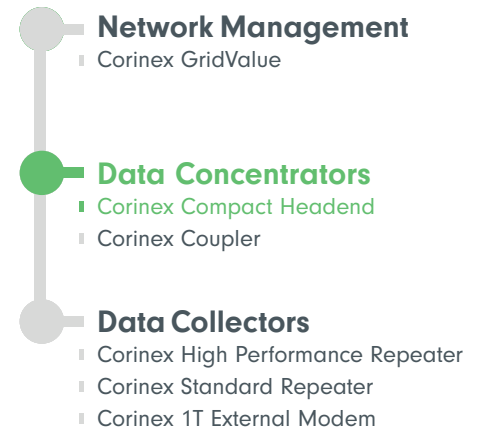 Network Management
Corinex GridValue
Data Concentrators
Corinex Compact Headend
Corinex Coupler
Data Collectors
Corinex High Performance Repeater
Corinex Standard Repeater
Corinex 1T External Modem